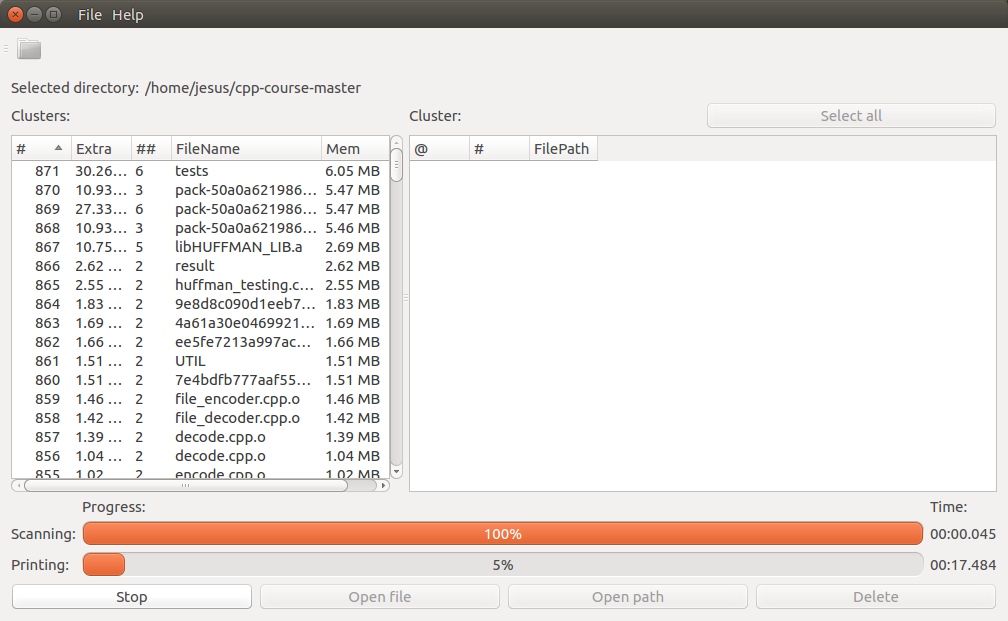 File Help
Selected directory: /home/jesus/cpp-course-master
Clusters: Cluster: Select all
# Extra ## FileName Mem @ # FilePath
871 30.26... 6 tests 6.05 MB
870 10.93... 3 pack-50a0a621986... 5.47 MB
869 27.33... 6 pack-50a0a621986... 5.47 MB
868 10.93... 3 pack-50a0a621986... 5.46 MB
867 10.75... 5 libHUFFMAN_LIB.a 2.69 MB
866 2.62 ... 2 result 2.62 MB
865 2.55 ... 2 huffman_testing.c... 2.55 MB
864 1.83 ... 2 9e8d8c090d1eeb7... 1.83 MB
863 1.69 ... 2 4a61a30e0469921... 1.69 MB
862 1.66 ... 2 ee5fe7213a997ac... 1.66 MB
861 1.51 ... 2 UTIL 1.51 MB
860 1.51 ... 2 7e4bdfb777aaf55... 1.51 MB
859 1.46 ... 2 file_encoder.cpp.o 1.46 MB
858 1.42 ... 2 file_decoder.cpp.o 1.42 MB
857 1.39 ... 2 decode.cpp.o 1.39 MB
856 1.04 ... 2 decode.cpp.o 1.04 MB
855 1.02 ... 2 encode.cpp.o 1.02 MB
Progress: Time:
Scanning: 100% 00:00.045
Printing: 5% 00:17.484
Stop Open file Open path Delete